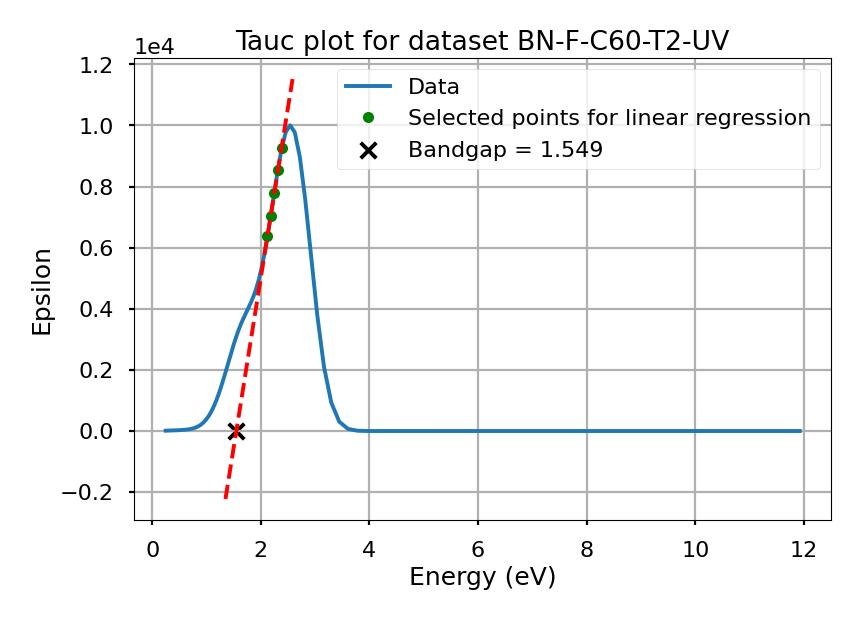 Tauc plot for dataset BN-F-C60-T2-UV
1e4
1.2
1.0
0.8
0.6
0.4
0.2
0.0
−0.2
Epsilon
Data
Selected points for linear regression
Bandgap = 1.549
0 2 4 6 8 10 12
Energy (eV)